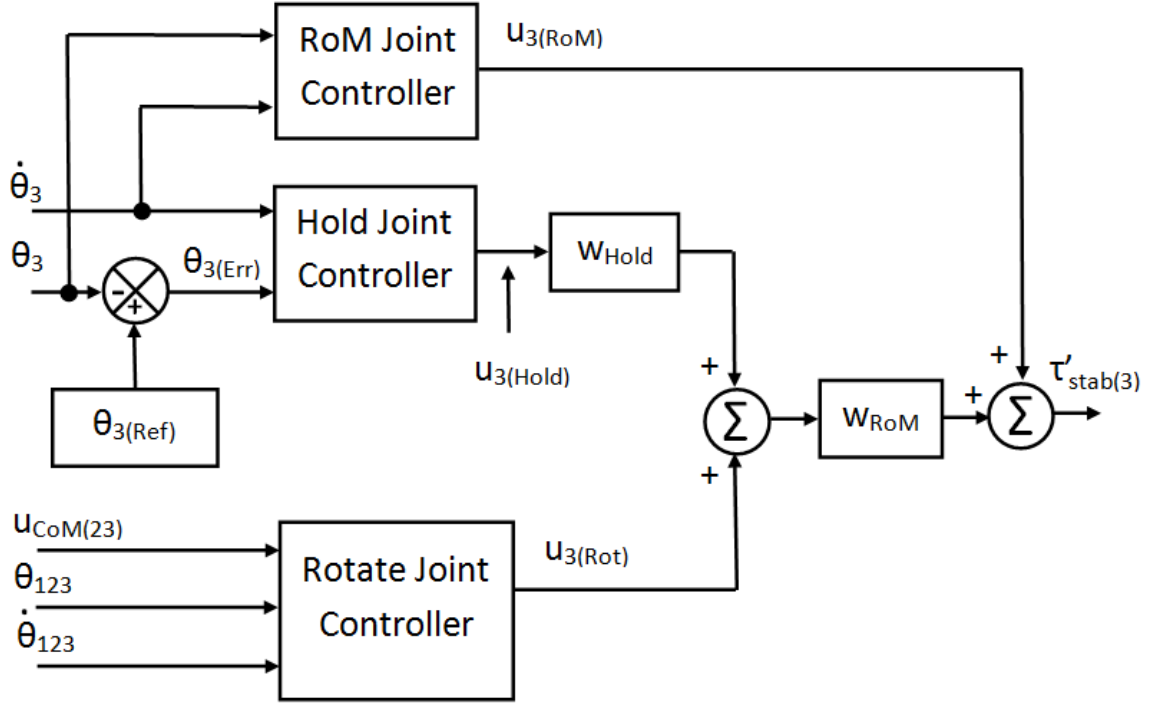 RoM Joint
Controller
u3(RoM)
θ̇3
θ3
θ3(Err)
Hold Joint
Controller
wHold
u3(Hold)
-
+
θ3(Ref)
+
Σ
+
wRoM
+
+
Σ
τ’stab(3)
uCoM(23)
θ123
θ̇123
Rotate Joint
Controller
u3(Rot)